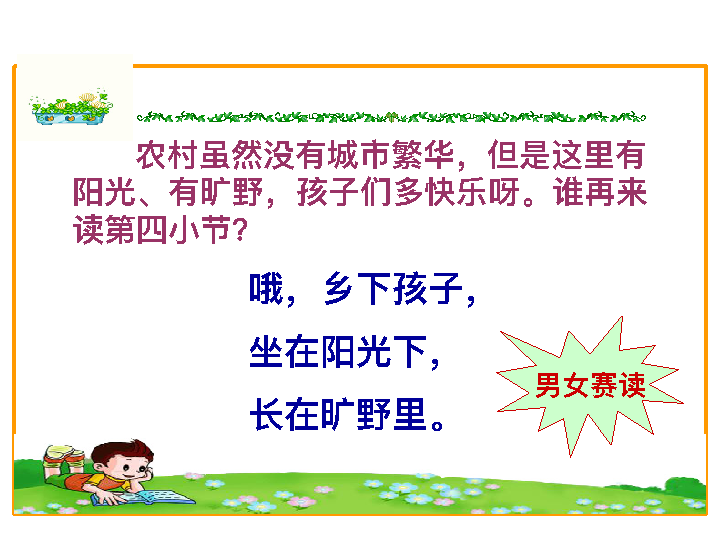 农村虽然没有城市繁华，但是这里有
阳光、有旷野，孩子们多快乐呀。谁再来
读第四小节？
哦，乡下孩子，
坐在阳光下，
长在旷野里。
男女赛读